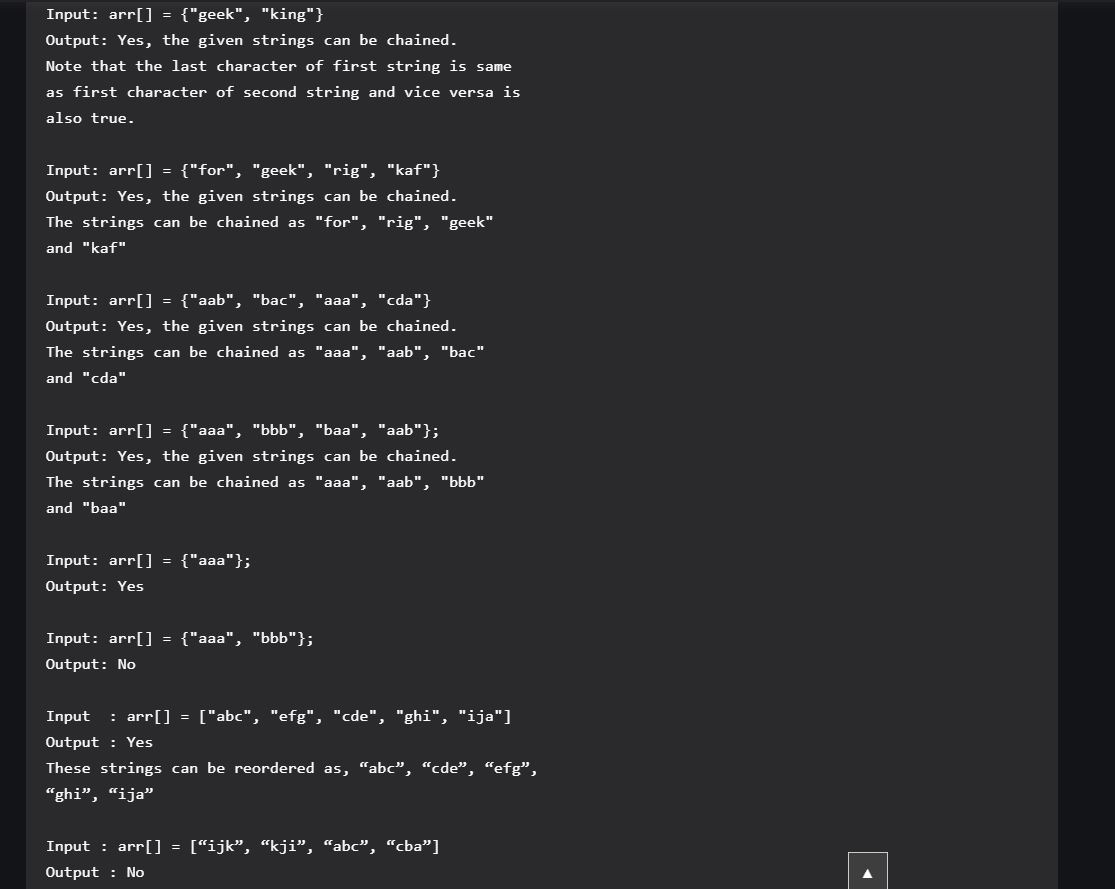 Input: arr[] = {"geek", "king"}
Output: Yes, the given strings can be chained.
Note that the last character of first string is same
as first character of second string and vice versa is
also true.
Input: arr[] = {"for", "geek", "rig", "kaf"}
Output: Yes, the given strings can be chained.
The strings can be chained as "for", "rig", "geek"
and "kaf"
Input: arr[] = {"aab", "bac", "aaa", "cda"}
Output: Yes, the given strings can be chained.
The strings can be chained as "aaa", "aab", "bac"
and "cda"
Input: arr[] = {"aaa", "bbb", "baa", "aab"};
Output: Yes, the given strings can be chained.
The strings can be chained as "aaa", "aab", "bbb"
and "baa"
Input: arr[] = {"aaa"};
Output: Yes
Input: arr[] = {"aaa", "bbb"};
Output: No
Input  : arr[] = ["abc", "efg", "cde", "ghi", "ija"]
Output : Yes
These strings can be reordered as, “abc”, “cde”, “efg”,
“ghi”, “ija”
Input : arr[] = [“ijk”, “kji”, “abc”, “cba”]
Output : No